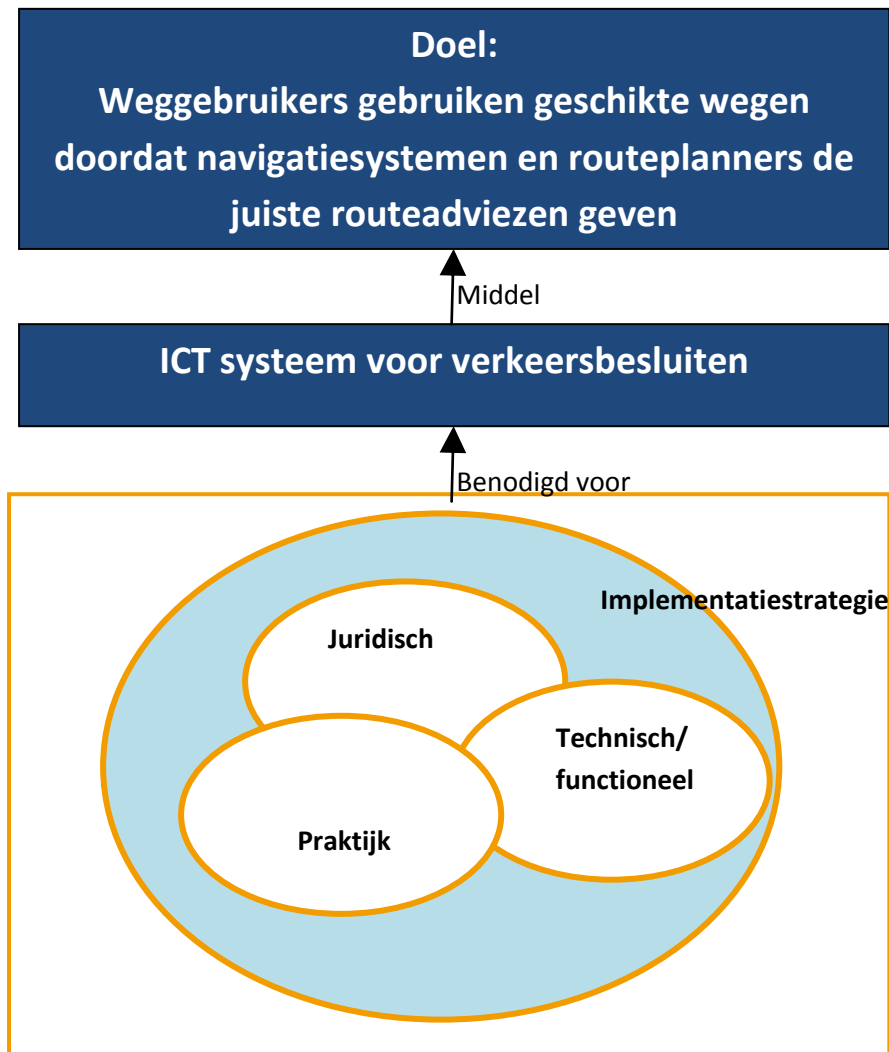 Doel:
Weggebruikers gebruiken geschikte wegen
doordat navigatiesystemen en routeplanners de
juiste routeadviezen geven
Middel
ICT systeem voor verkeersbesluiten
Benodigd voor
Implementatiestrategie
Juridisch
Technisch/
functioneel
Praktijk